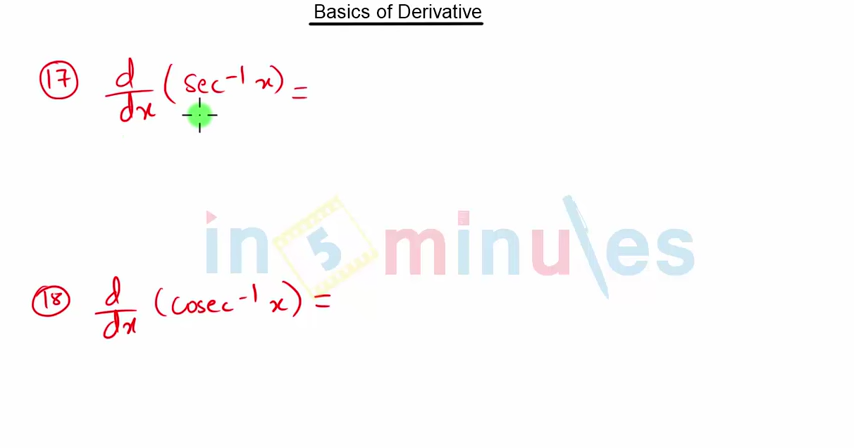 Basics of Derivative
⑰ d/dx (sec⁻¹ x) =
in 5 minutes
⑱ d/dx (cosec⁻¹ x) =